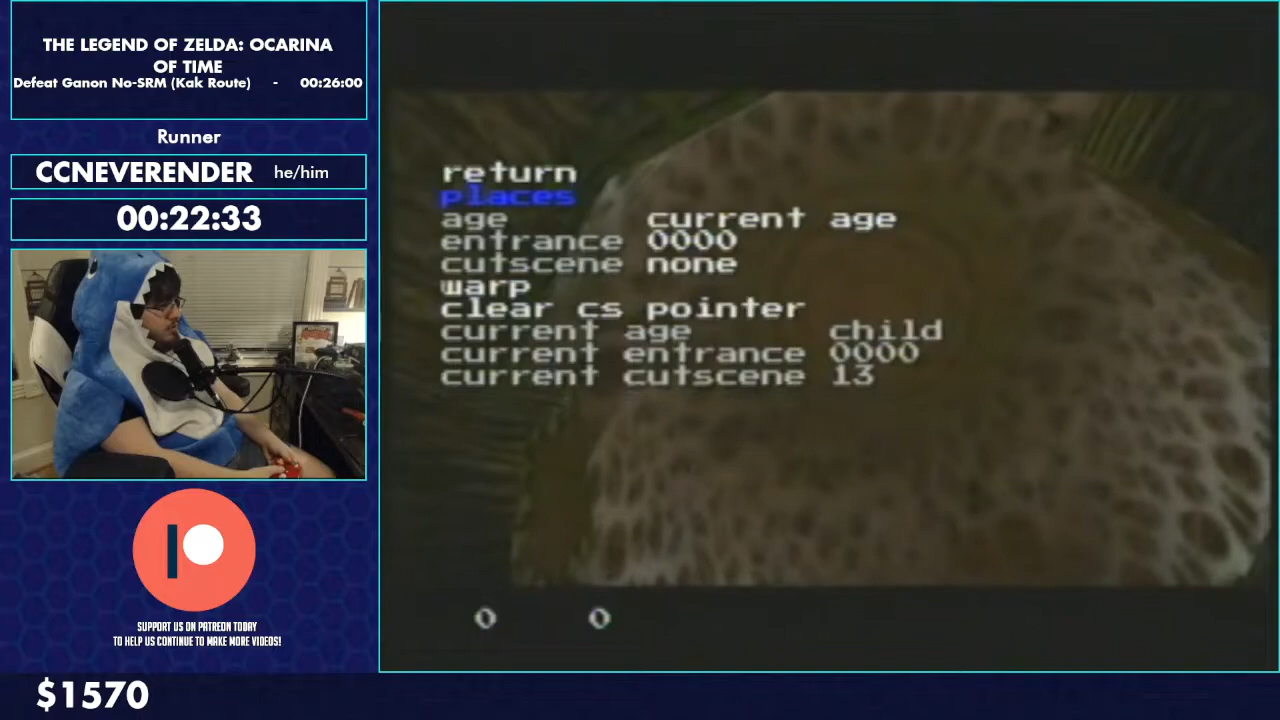 THE LEGEND OF ZELDA: OCARINA
OF TIME
Defeat Ganon No-SRM (Kak Route) - 00:26:00
Runner
CCNEVERENDER he/him
00:22:33
SUPPORT US ON PATREON TODAY
TO HELP US CONTINUE TO MAKE MORE VIDEOS!
$1570
return
places
age current age
entrance 0000
cutscene none
warp
clear cs pointer
current age child
current entrance 0000
current cutscene 13
0 0